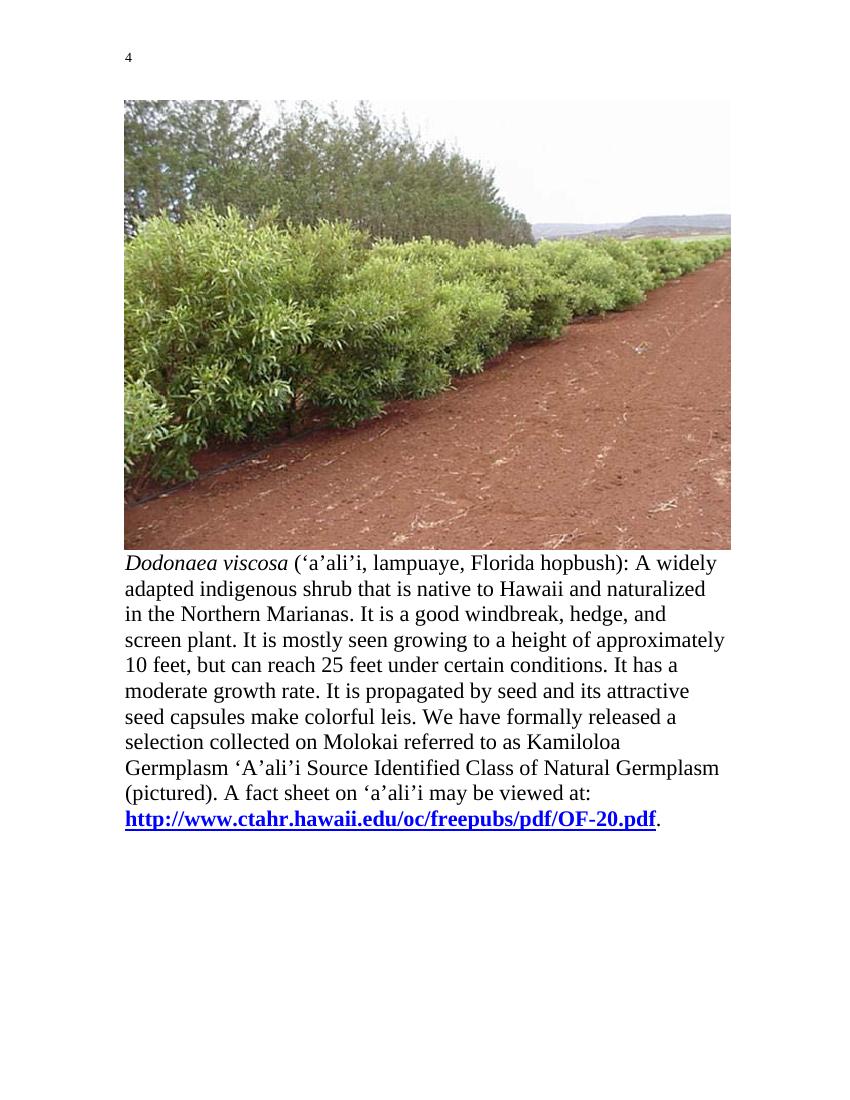 4
Dodonaea viscosa (‘a’ali’i, lampuaye, Florida hopbush): A widely
adapted indigenous shrub that is native to Hawaii and naturalized
in the Northern Marianas. It is a good windbreak, hedge, and
screen plant. It is mostly seen growing to a height of approximately
10 feet, but can reach 25 feet under certain conditions. It has a
moderate growth rate. It is propagated by seed and its attractive
seed capsules make colorful leis. We have formally released a
selection collected on Molokai referred to as Kamiloloa
Germplasm ‘A’ali’i Source Identified Class of Natural Germplasm
(pictured). A fact sheet on ‘a’ali’i may be viewed at:
http://www.ctahr.hawaii.edu/oc/freepubs/pdf/OF-20.pdf.